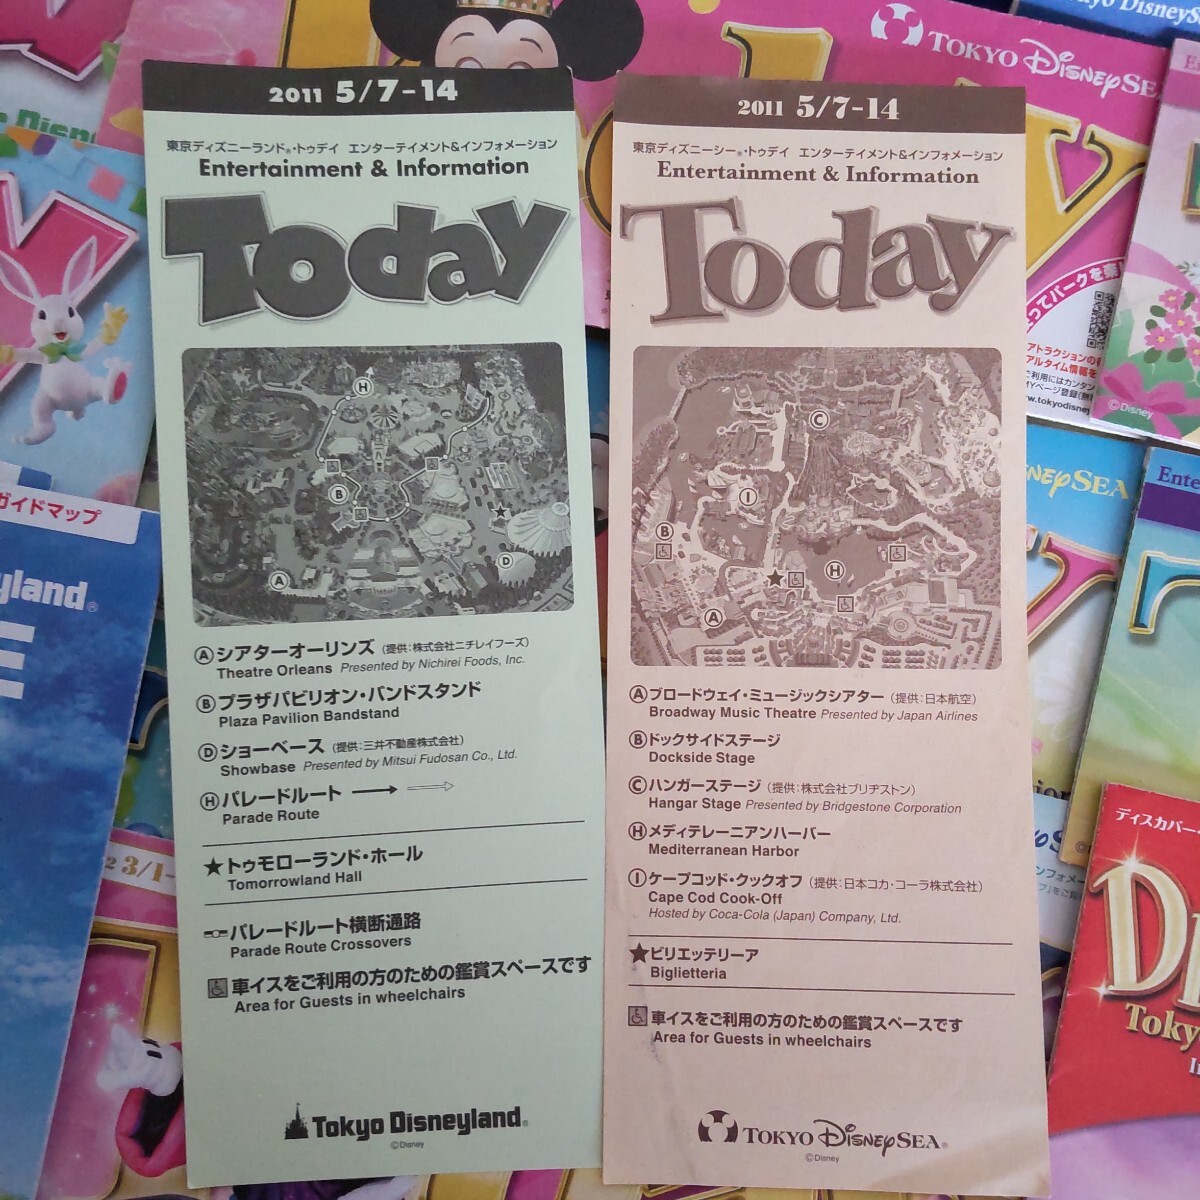 2011 5/7-14
東京ディズニーランド®・トゥデイ エンターテイメント&インフォメーション
Entertainment & Information
Today
H
B
A
D
Ⓐシアターオーリンズ (提供:株式会社ニチレイフーズ)
Theatre Orleans Presented by Nichirei Foods, Inc.
Ⓑプラザパビリオン・バンドスタンド
Plaza Pavilion Bandstand
Ⓓショーベース (提供:三井不動産株式会社)
Showbase Presented by Mitsui Fudosan Co., Ltd.
Ⓗパレードルート
Parade Route
★トゥモローランド・ホール
Tomorrowland Hall
パレードルート横断通路
Parade Route Crossovers
車イスをご利用の方のための鑑賞スペースです
Area for Guests in wheelchairs
Tokyo Disneyland®
©Disney
2011 5/7-14
東京ディズニーシー®・トゥデイ エンターテイメント&インフォメーション
Entertainment & Information
Today
C
I
B
H
A
Ⓐブロードウェイ・ミュージックシアター (提供:日本航空)
Broadway Music Theatre Presented by Japan Airlines
Ⓑドックサイドステージ
Dockside Stage
Ⓒハンガーステージ (提供:株式会社ブリヂストン)
Hangar Stage Presented by Bridgestone Corporation
Ⓗメディテレーニアンハーバー
Mediterranean Harbor
Ⓘケープコッド・クックオフ (提供:日本コカ・コーラ株式会社)
Cape Cod Cook-Off
Hosted by Coca-Cola (Japan) Company, Ltd.
★ビリエッテリーア
Biglietteria
車イスをご利用の方のための鑑賞スペースです
Area for Guests in wheelchairs
TOKYO DISNEYSEA®
©Disney
TOKYO DISNEYSEA
©Disney
ガイドマップ